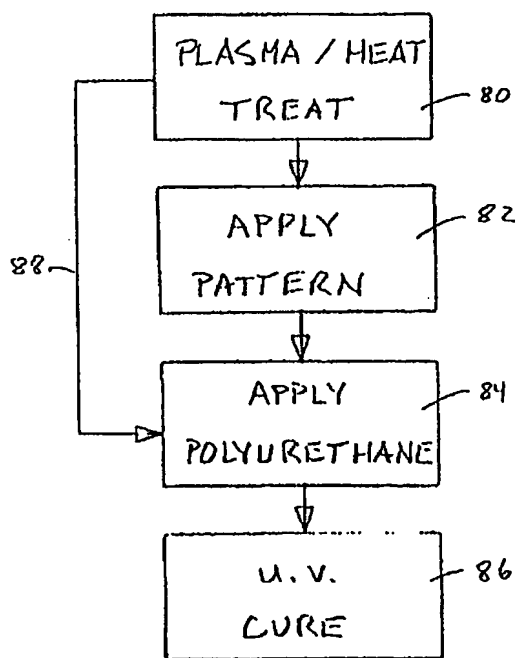 PLASMA / HEAT
TREAT
80
APPLY
PATTERN
82
88
APPLY
POLYURETHANE
84
U.V.
CURE
86